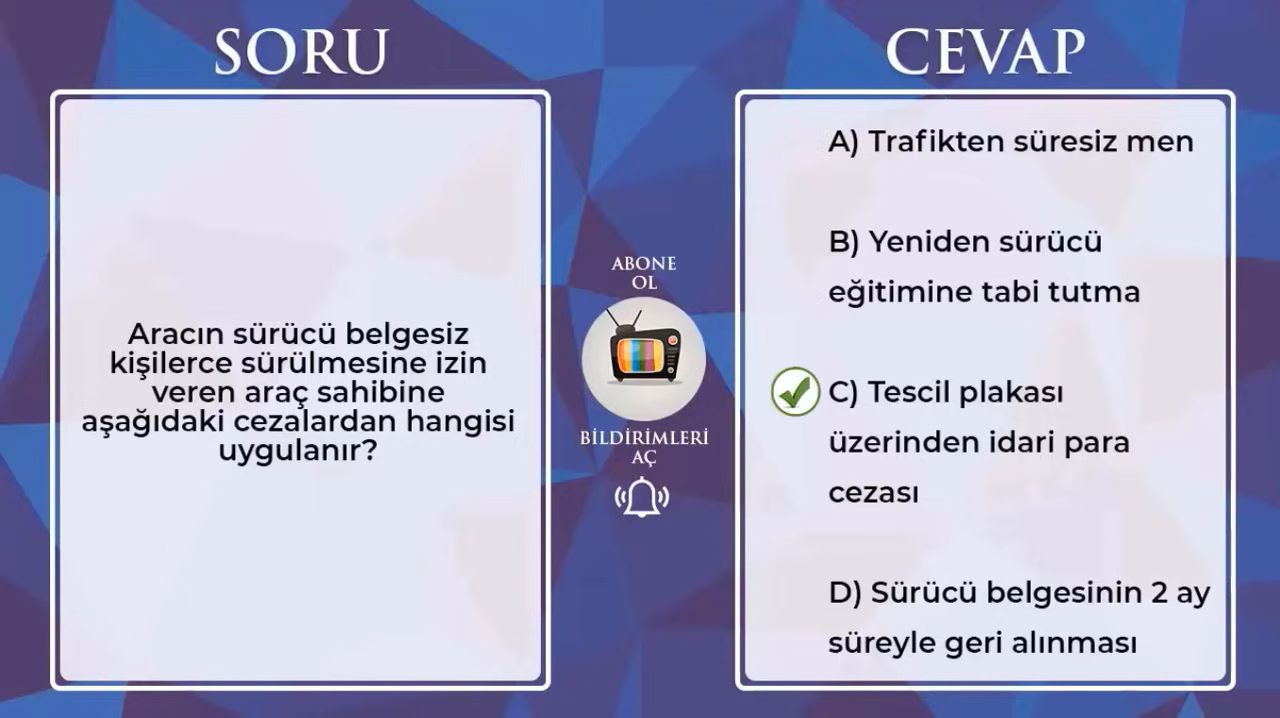 SORU
Aracın sürücü belgesiz
kişilerce sürülmesine izin
veren araç sahibine
aşağıdaki cezalardan hangisi
uygulanır?
ABONE
OL
BİLDİRİMLERİ
AÇ
CEVAP
A) Trafikten süresiz men
B) Yeniden sürücü
eğitimine tabi tutma
C) Tescil plakası
üzerinden idari para
cezası
D) Sürücü belgesinin 2 ay
süreyle geri alınması